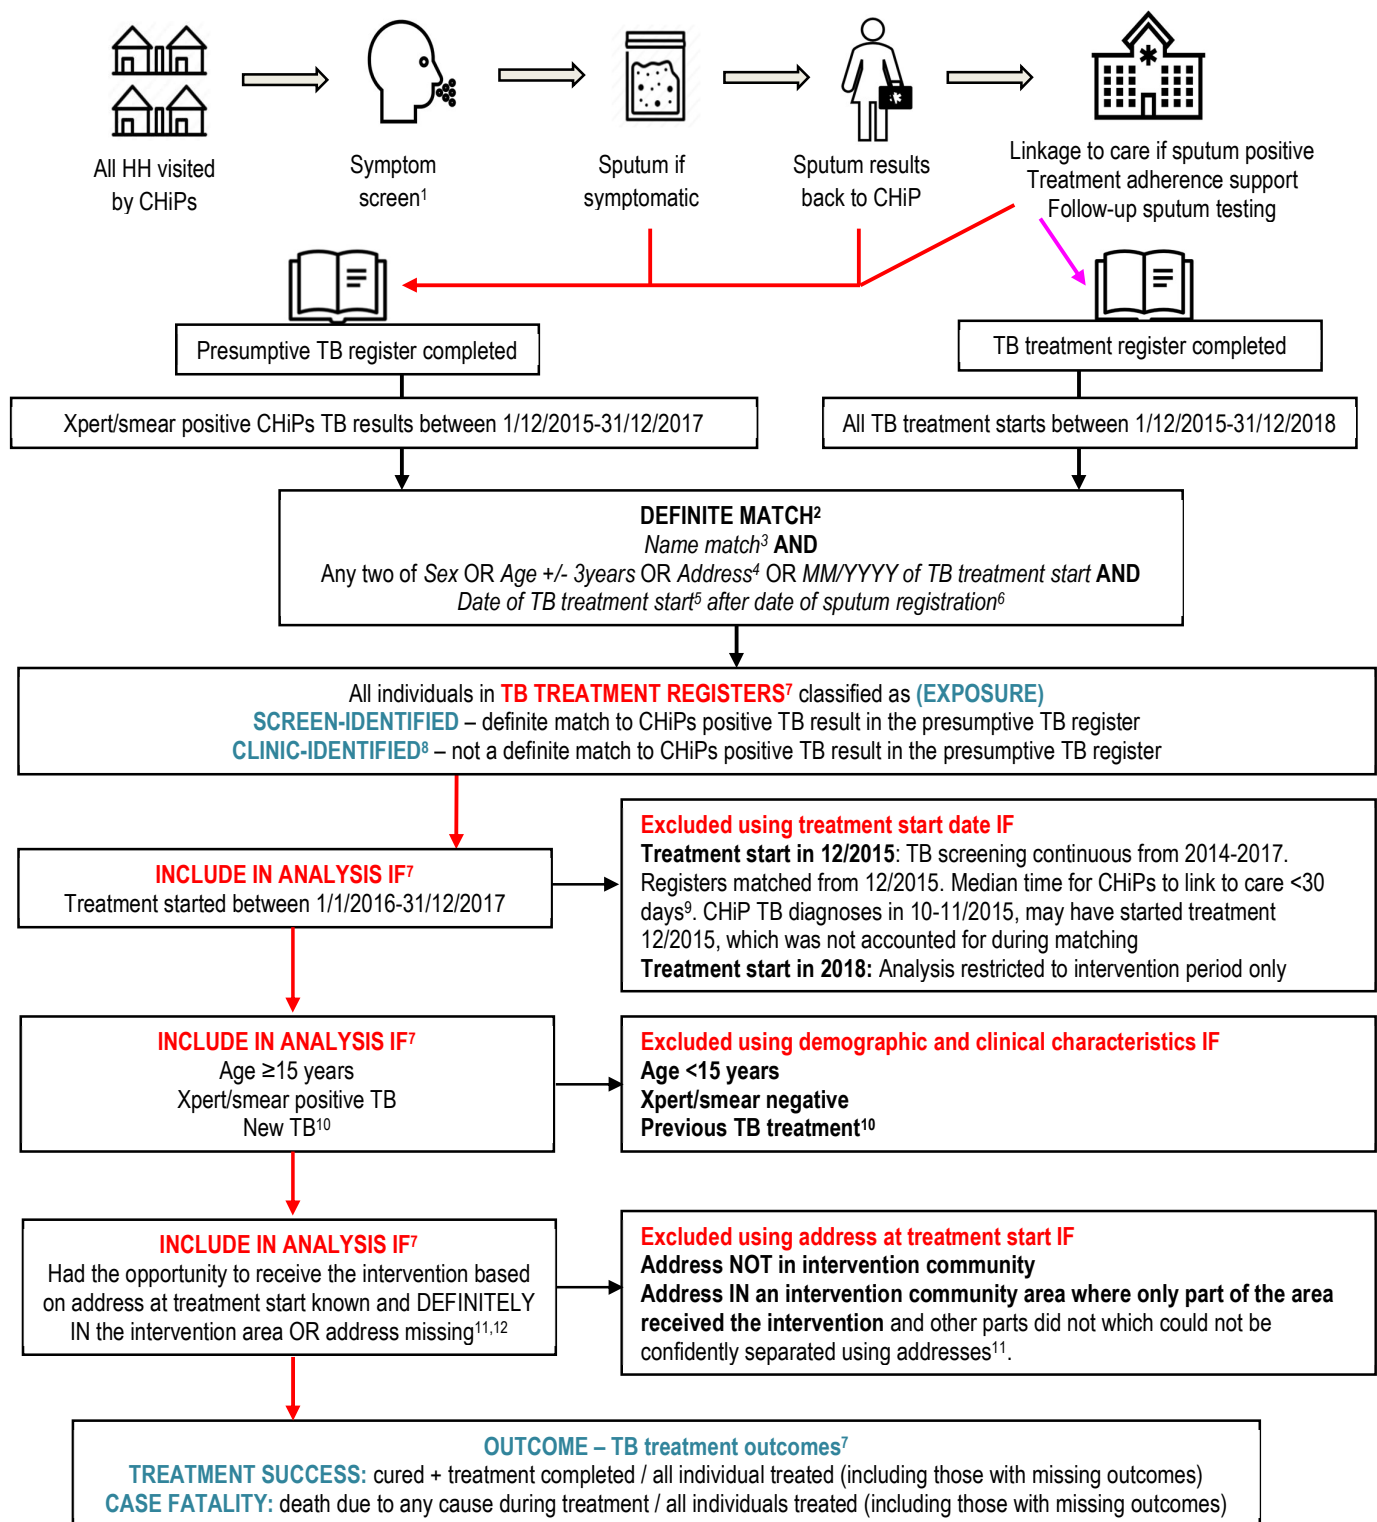 All HH visited
by CHiPs
Symptom
screen¹
Sputum if
symptomatic
Sputum results
back to CHiP
Linkage to care if sputum positive
Treatment adherence support
Follow-up sputum testing
Presumptive TB register completed
TB treatment register completed
Xpert/smear positive CHiPs TB results between 1/12/2015-31/12/2017
All TB treatment starts between 1/12/2015-31/12/2018
DEFINITE MATCH²
Name match³ AND
Any two of Sex OR Age +/- 3years OR Address⁴ OR MM/YYYY of TB treatment start AND
Date of TB treatment start⁵ after date of sputum registration⁶
All individuals in TB TREATMENT REGISTERS⁷ classified as (EXPOSURE)
SCREEN-IDENTIFIED – definite match to CHiPs positive TB result in the presumptive TB register
CLINIC-IDENTIFIED⁸ – not a definite match to CHiPs positive TB result in the presumptive TB register
INCLUDE IN ANALYSIS IF⁷
Treatment started between 1/1/2016-31/12/2017
Excluded using treatment start date IF
Treatment start in 12/2015: TB screening continuous from 2014-2017.
Registers matched from 12/2015. Median time for CHiPs to link to care <30
days⁹. CHiP TB diagnoses in 10-11/2015, may have started treatment
12/2015, which was not accounted for during matching
Treatment start in 2018: Analysis restricted to intervention period only
INCLUDE IN ANALYSIS IF⁷
Age ≥15 years
Xpert/smear positive TB
New TB¹⁰
Excluded using demographic and clinical characteristics IF
Age <15 years
Xpert/smear negative
Previous TB treatment¹⁰
INCLUDE IN ANALYSIS IF⁷
Had the opportunity to receive the intervention based
on address at treatment start known and DEFINITELY
IN the intervention area OR address missing¹¹,¹²
Excluded using address at treatment start IF
Address NOT in intervention community
Address IN an intervention community area where only part of the area
received the intervention and other parts did not which could not be
confidently separated using addresses¹¹.
OUTCOME – TB treatment outcomes⁷
TREATMENT SUCCESS: cured + treatment completed / all individual treated (including those with missing outcomes)
CASE FATALITY: death due to any cause during treatment / all individuals treated (including those with missing outcomes)